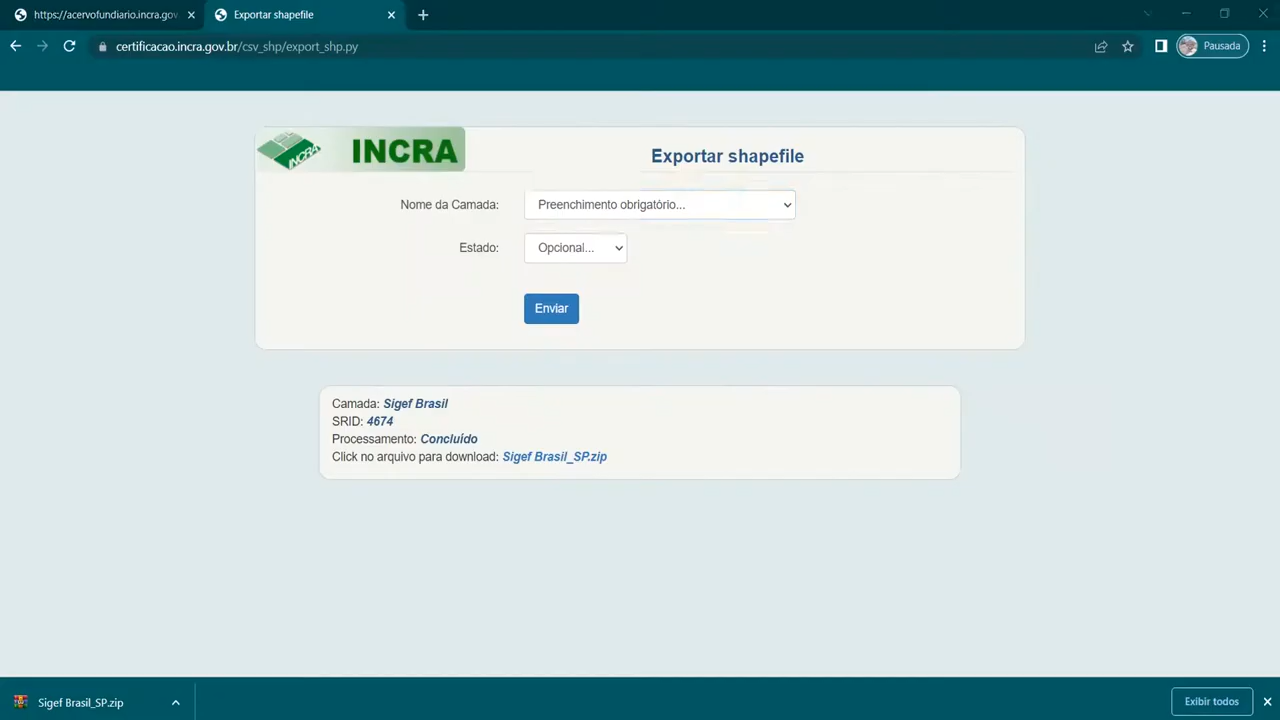 https://acervofundiario.incra.gov
Exportar shapefile
certificacao.incra.gov.br/csv_shp/export_shp.py
Pausada
INCRA
INCRA
Exportar shapefile
Nome da Camada:
Preenchimento obrigatório...
Estado:
Opcional...
Enviar
Camada: Sigef Brasil
SRID: 4674
Processamento: Concluído
Click no arquivo para download: Sigef Brasil_SP.zip
Sigef Brasil_SP.zip
Exibir todos